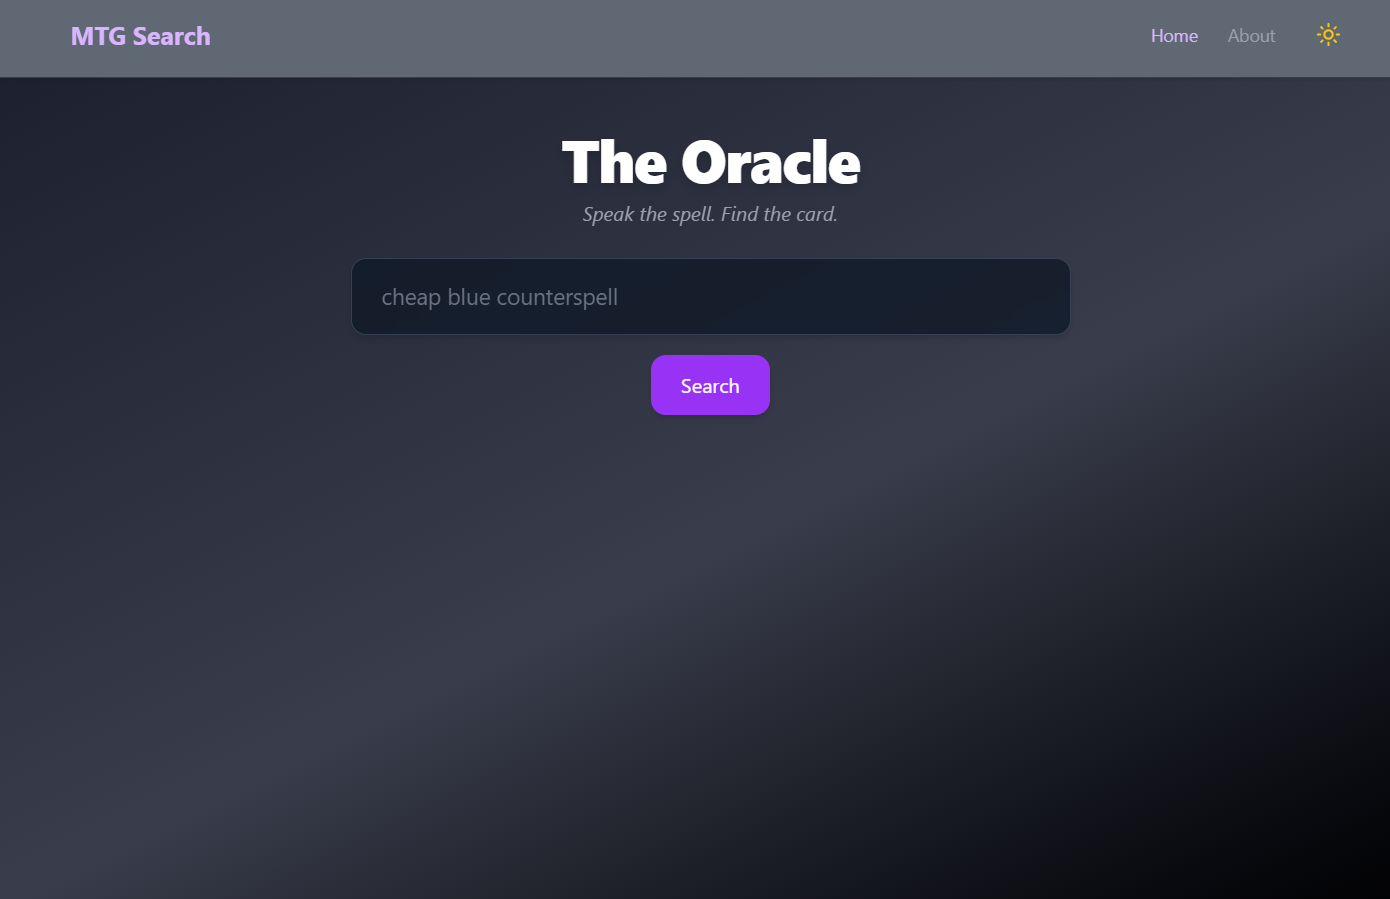 MTG Search
Home
About
The Oracle
Speak the spell. Find the card.
cheap blue counterspell
Search